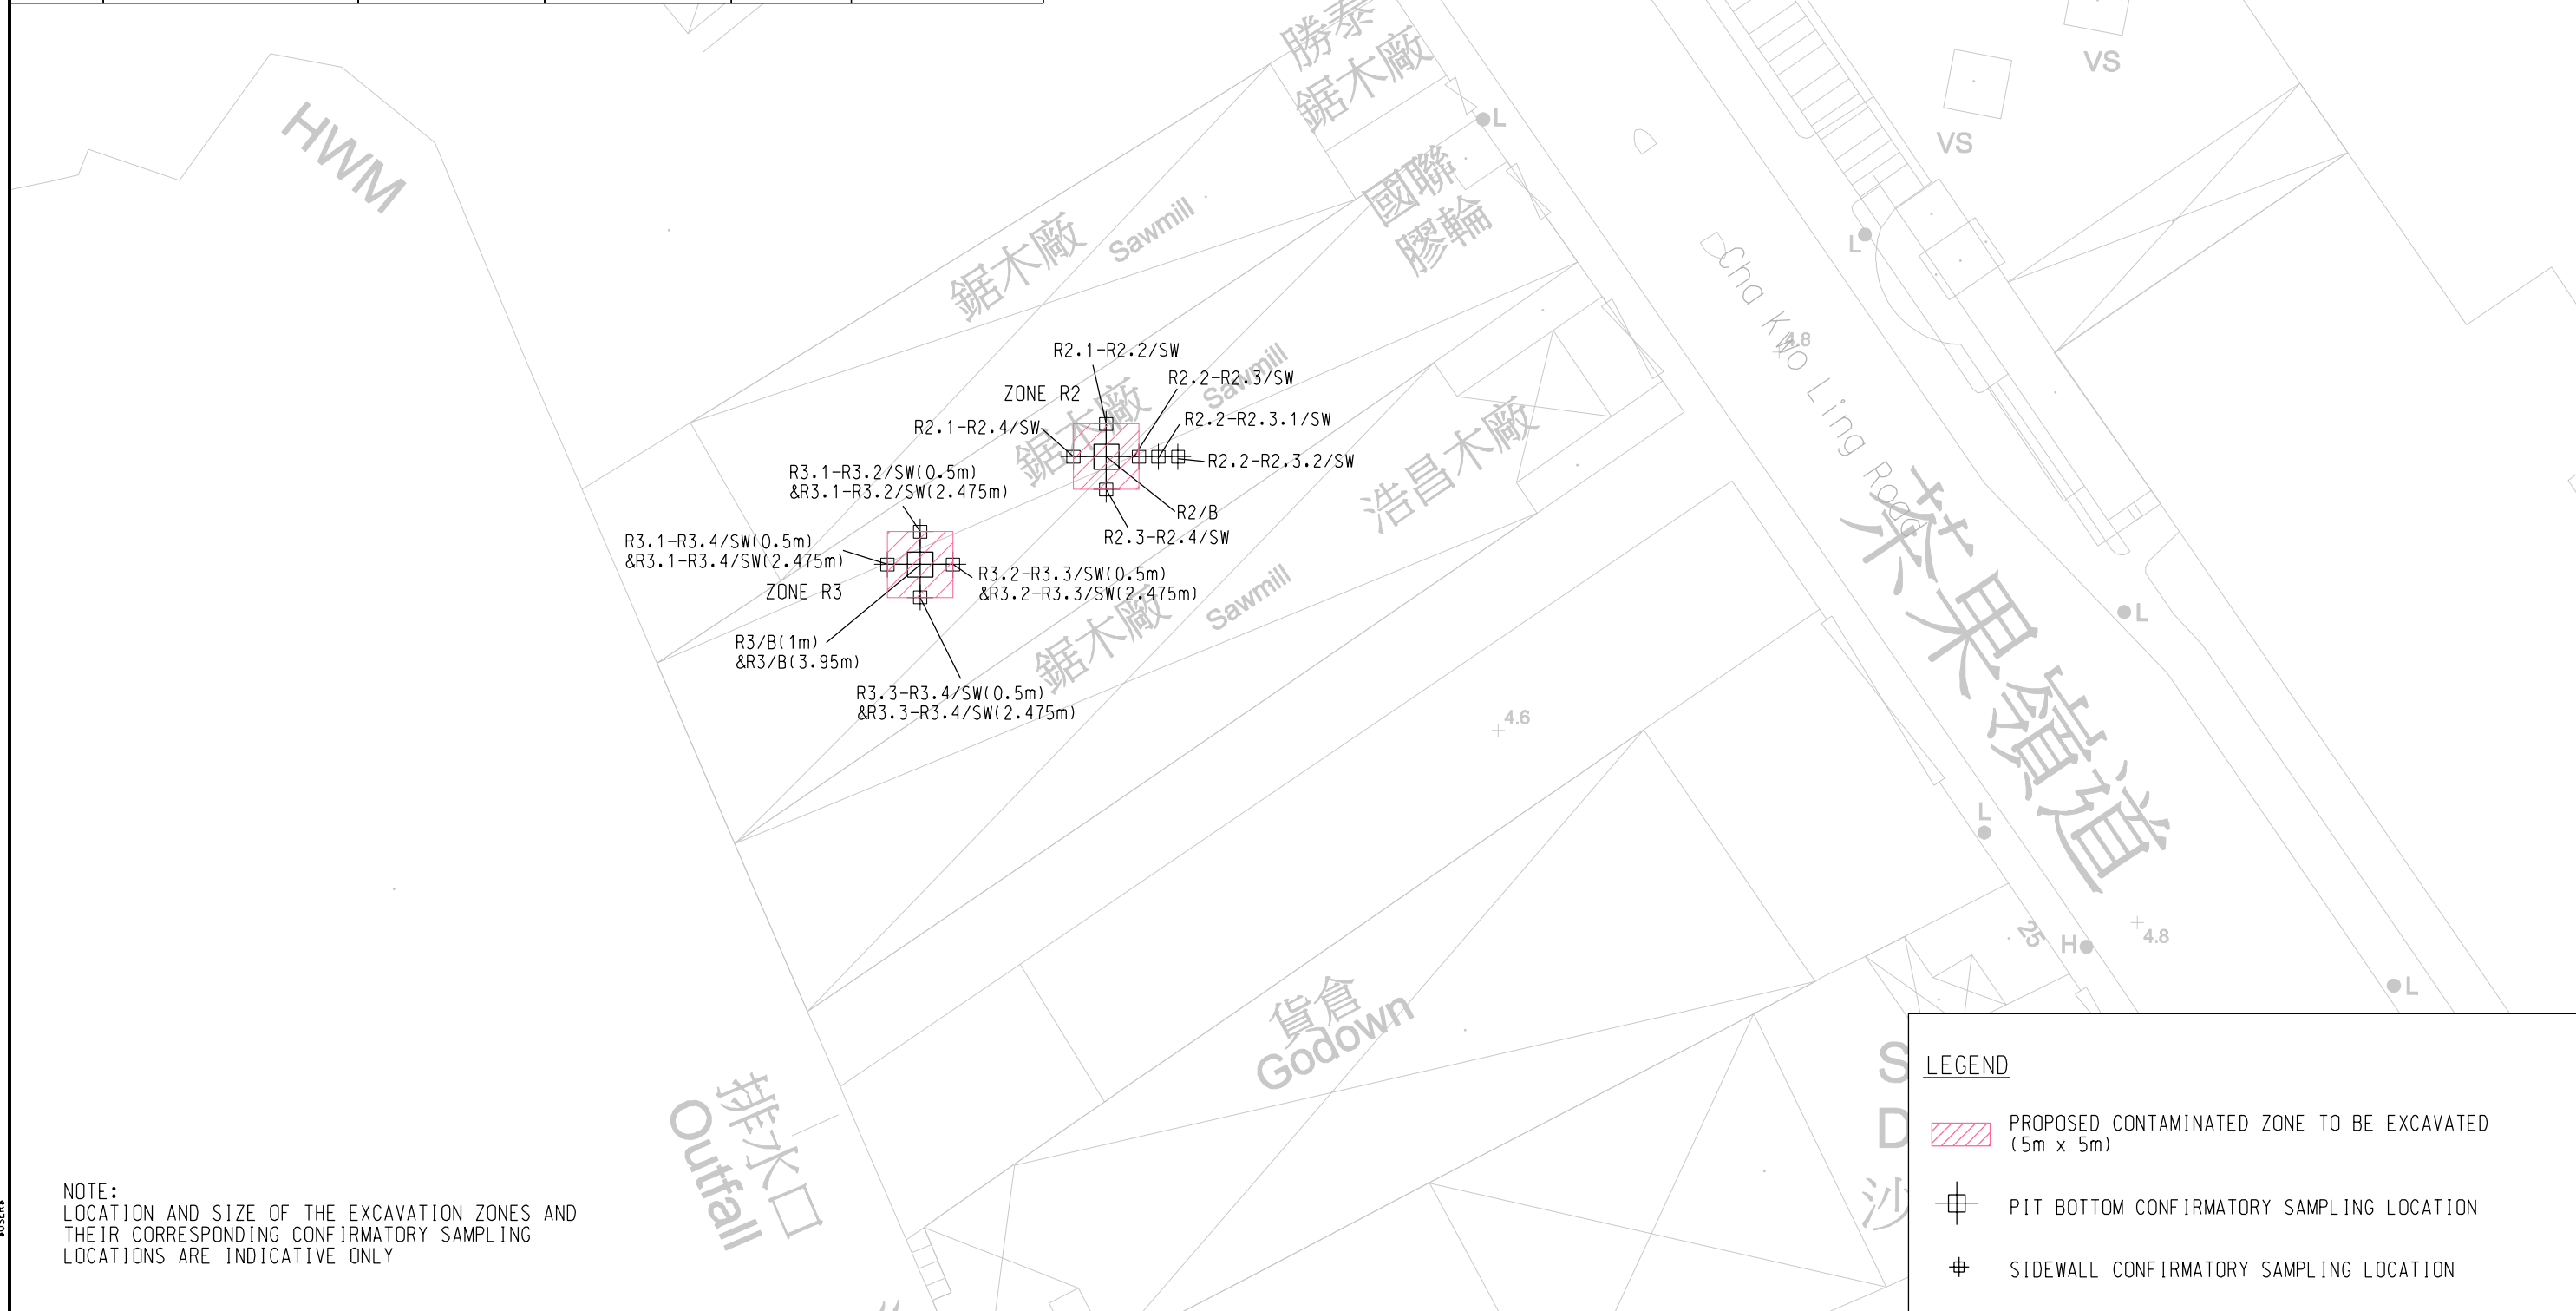 勝泰
鋸木廠
VS
VS
HWM
L
國聯
膠輪
鋸木廠
Sawmill
L
Cha Kwo Ling Road
4.8
R2.1-R2.2/SW
ZONE R2
R2.2-R2.3/SW
鋸木廠
Sawmill
R2.1-R2.4/SW
R2.2-R2.3.1/SW
R2.2-R2.3.2/SW
浩昌木廠
R3.1-R3.2/SW(0.5m)
&R3.1-R3.2/SW(2.475m)
R2/B
R2.3-R2.4/SW
茶果嶺道
R3.1-R3.4/SW(0.5m)
&R3.1-R3.4/SW(2.475m)
ZONE R3
R3.2-R3.3/SW(0.5m)
&R3.2-R3.3/SW(2.475m)
鋸木廠
Sawmill
L
R3/B(1m)
&R3/B(3.95m)
R3.3-R3.4/SW(0.5m)
&R3.3-R3.4/SW(2.475m)
4.6
L
25
H
4.8
L
貨倉
Godown
排水口
Outfall
S
D
沙
LEGEND
PROPOSED CONTAMINATED ZONE TO BE EXCAVATED
(5m x 5m)
PIT BOTTOM CONFIRMATORY SAMPLING LOCATION
SIDEWALL CONFIRMATORY SAMPLING LOCATION
NOTE:
LOCATION AND SIZE OF THE EXCAVATION ZONES AND
THEIR CORRESPONDING CONFIRMATORY SAMPLING
LOCATIONS ARE INDICATIVE ONLY